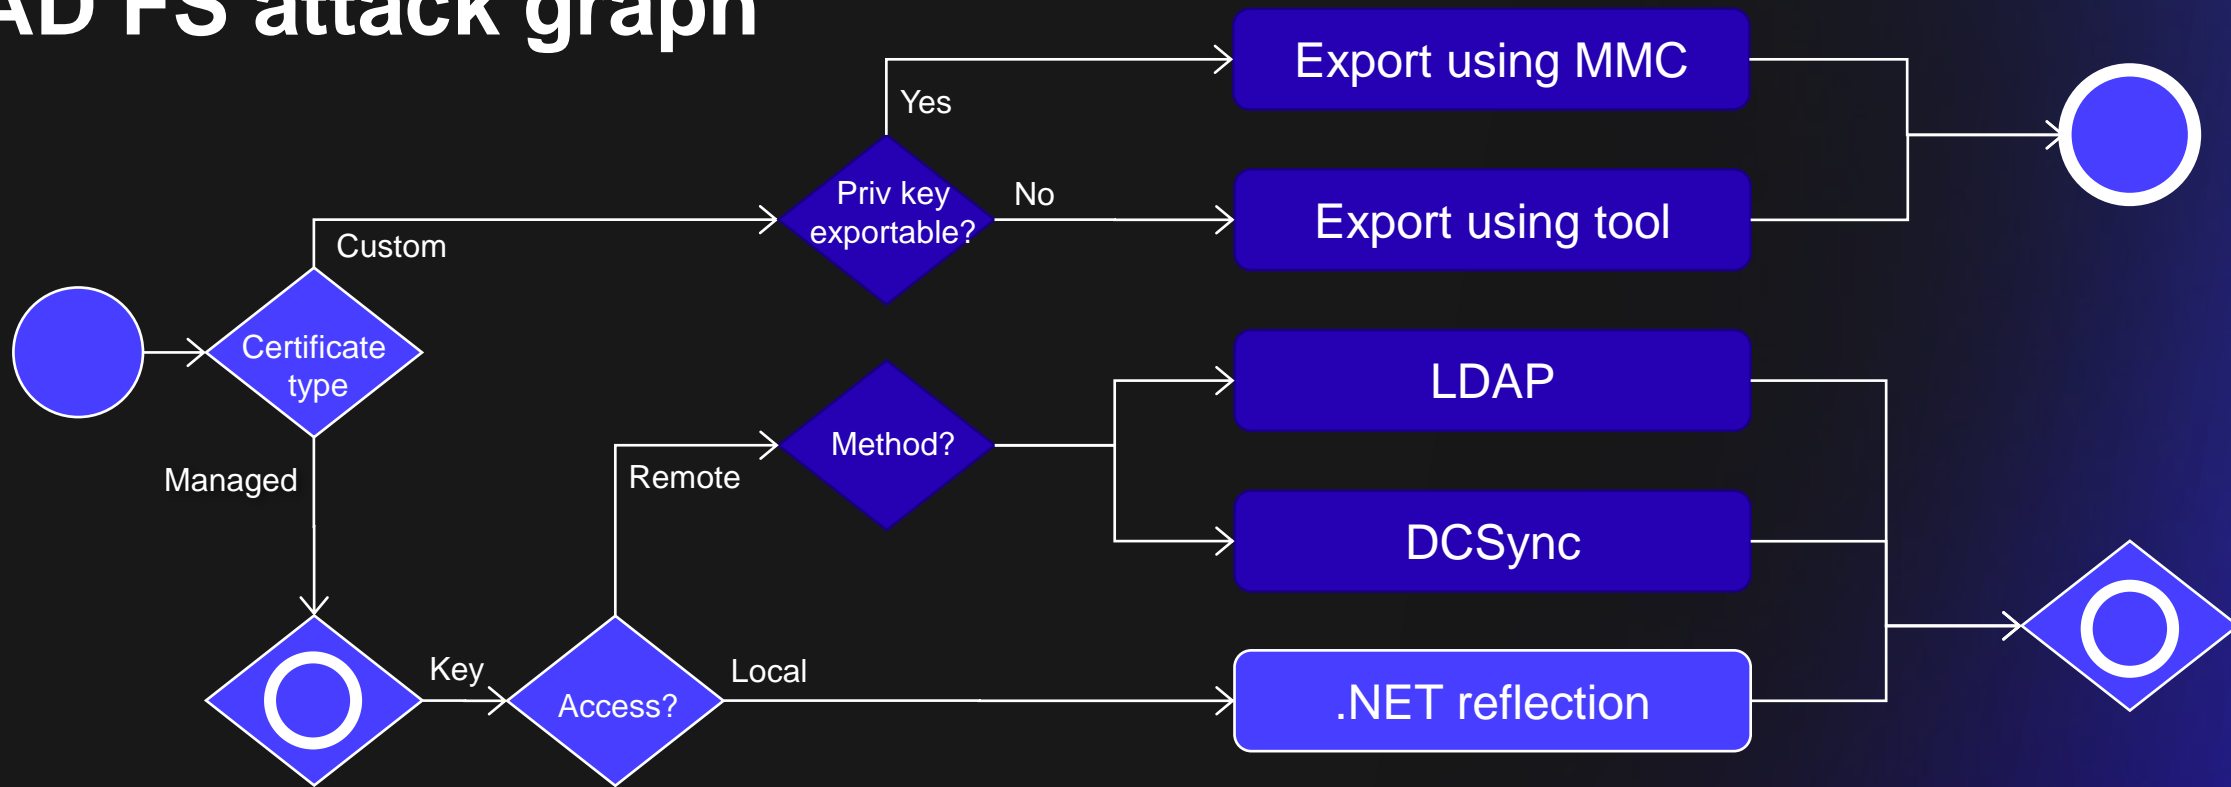 AD FS attack graph
Export using MMC
Yes
Priv key
exportable?
No
Export using tool
Custom
Certificate
type
LDAP
Method?
Managed
Remote
DCSync
Key
Local
Access?
.NET reflection